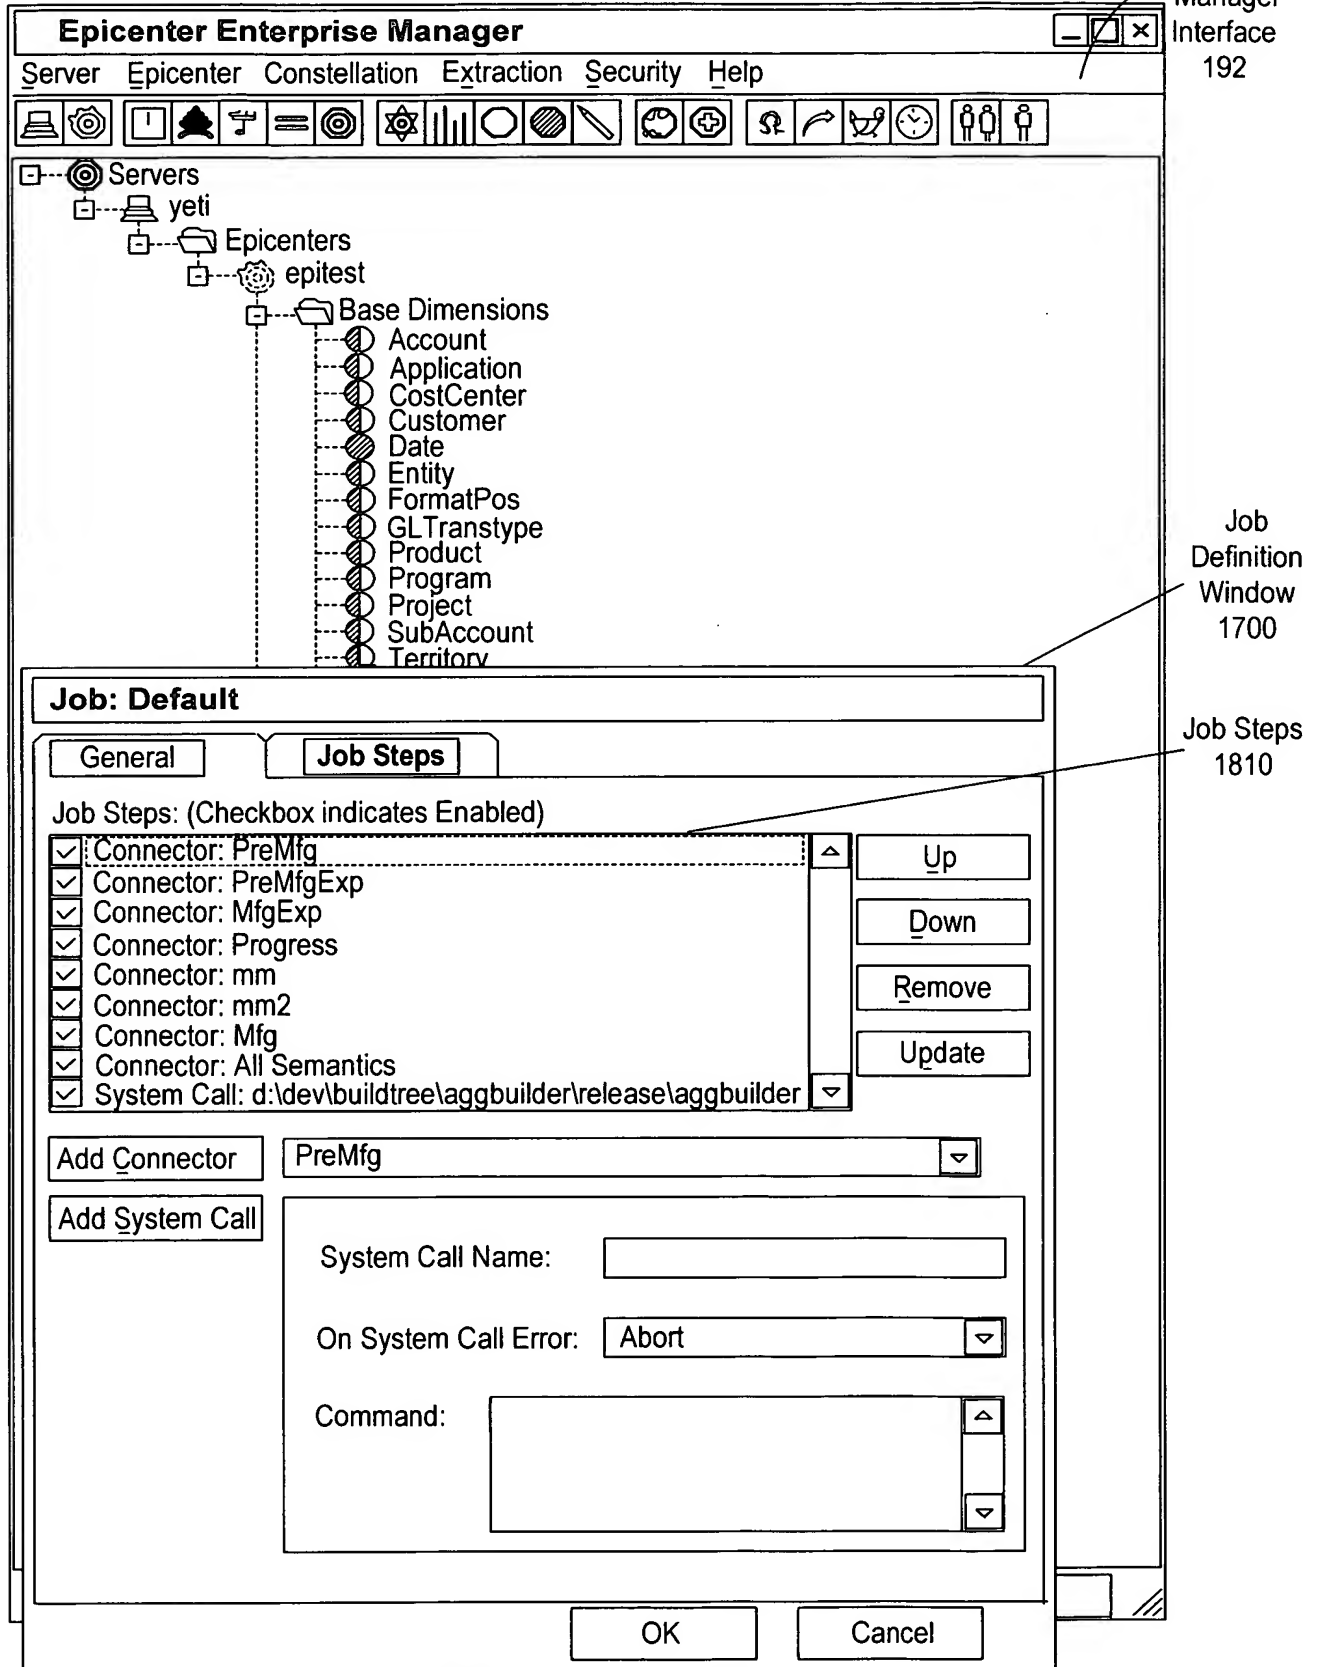 Manager
Interface
192
Epicenter Enterprise Manager
Server Epicenter Constellation Extraction Security Help
Servers
yeti
Epicenters
epitest
Base Dimensions
Account
Application
CostCenter
Customer
Date
Entity
FormatPos
GLTranstype
Product
Program
Project
SubAccount
Territory
Job
Definition
Window
1700
Job: Default
General
Job Steps
Job Steps
1810
Job Steps: (Checkbox indicates Enabled)
Connector: PreMfg
Connector: PreMfgExp
Connector: MfgExp
Connector: Progress
Connector: mm
Connector: mm2
Connector: Mfg
Connector: All Semantics
System Call: d:\dev\buildtree\aggbuilder\release\aggbuilder
Up
Down
Remove
Update
Add Connector
PreMfg
Add System Call
System Call Name:
On System Call Error: Abort
Command:
OK
Cancel